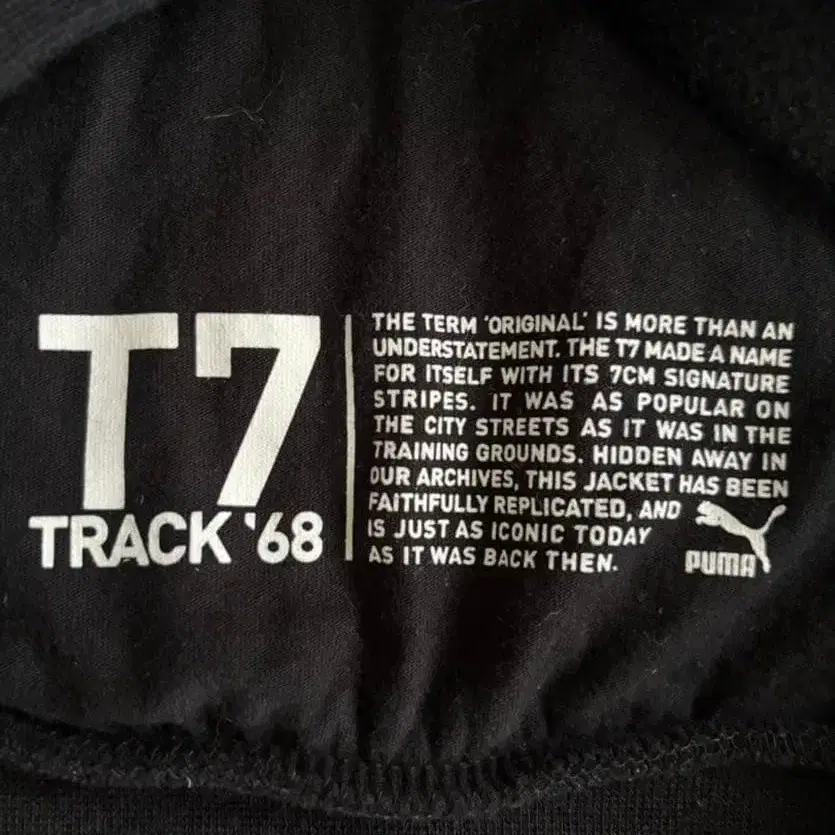 T7
TRACK '68
THE TERM 'ORIGINAL' IS MORE THAN AN
UNDERSTATEMENT. THE T7 MADE A NAME
FOR ITSELF WITH ITS 7CM SIGNATURE
STRIPES. IT WAS AS POPULAR ON
THE CITY STREETS AS IT WAS IN THE
TRAINING GROUNDS. HIDDEN AWAY IN
OUR ARCHIVES, THIS JACKET HAS BEEN
FAITHFULLY REPLICATED, AND
IS JUST AS ICONIC TODAY
AS IT WAS BACK THEN.
PUMA